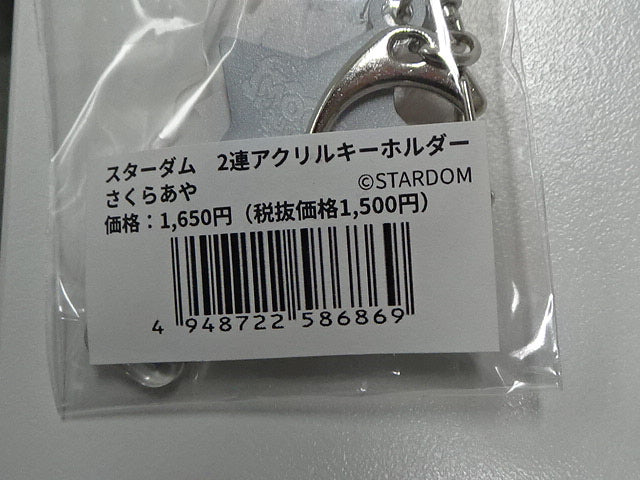 スターダム　2連アクリルキーホルダー
さくらあや
©STARDOM
価格：1,650円（税抜価格1,500円）
4 948722 586869